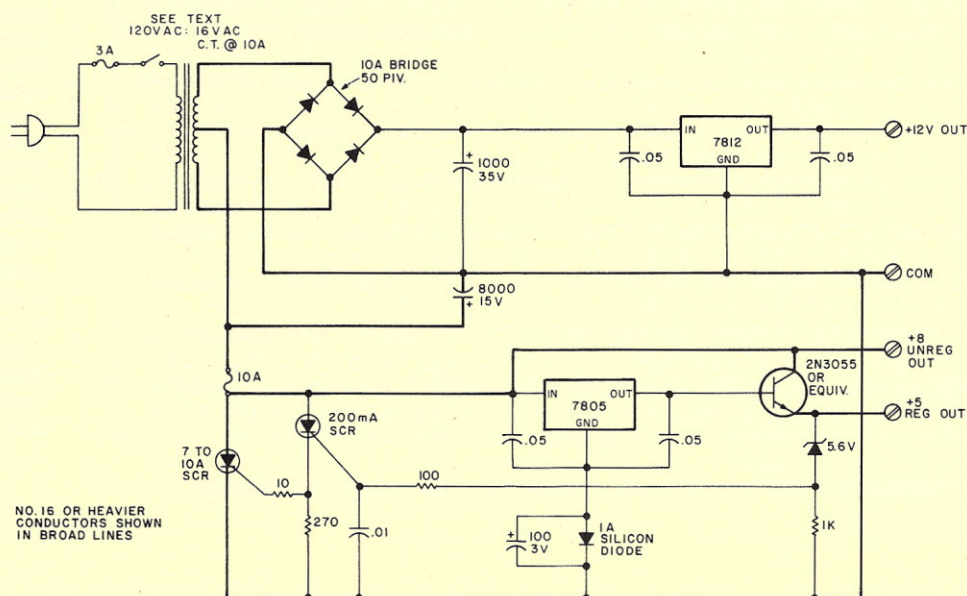 SEE TEXT
120VAC: 16VAC
C.T. @ 10A
3A
10A BRIDGE
50 PIV.
IN
OUT
7812
GND
+12V OUT
.05
.05
+
1000
35V
COM
8000
+ 15V
+8
UNREG
OUT
10A
2N3055
OR
EQUIV.
IN
OUT
7805
GND
+5
REG OUT
200mA
SCR
.05
.05
5.6V
7 TO
10A
SCR
10
100
NO. 16 OR HEAVIER
CONDUCTORS SHOWN
IN BROAD LINES
270
.01
+
100
3V
1A
SILICON
DIODE
1K